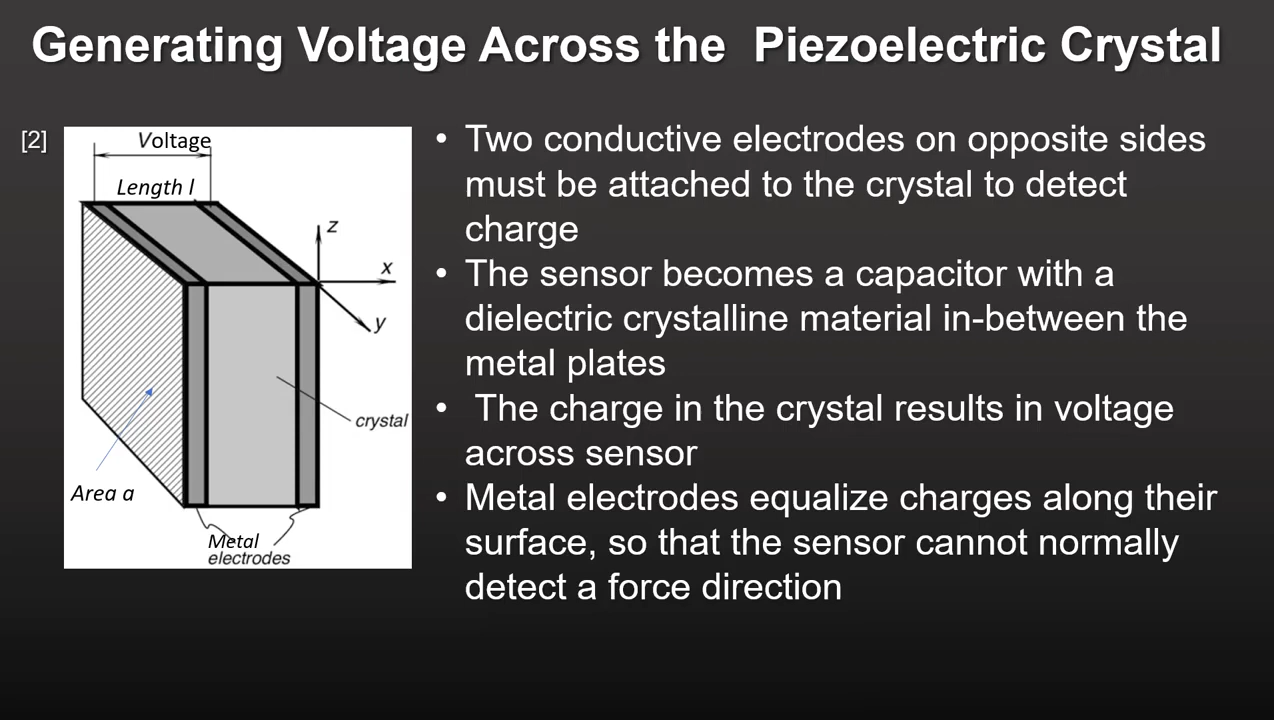 Generating Voltage Across the Piezoelectric Crystal
[2]
Voltage
Length l
z
x
y
crystal
Area a
Metal
electrodes
• Two conductive electrodes on opposite sides
must be attached to the crystal to detect
charge
• The sensor becomes a capacitor with a
dielectric crystalline material in-between the
metal plates
• The charge in the crystal results in voltage
across sensor
• Metal electrodes equalize charges along their
surface, so that the sensor cannot normally
detect a force direction